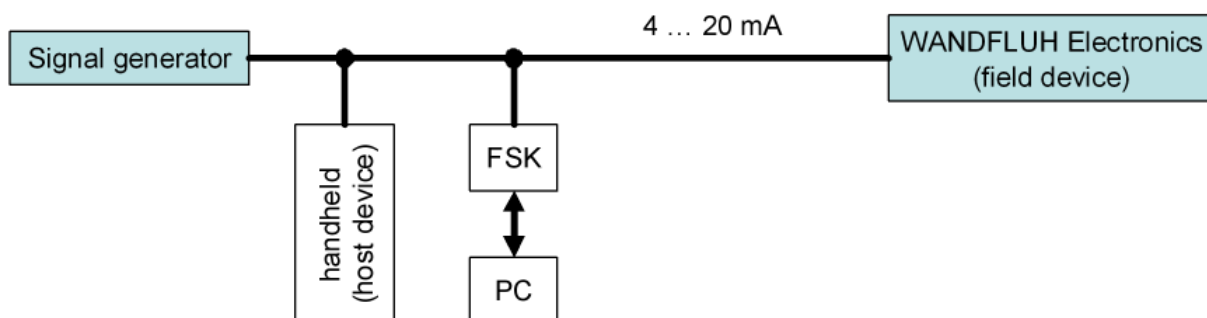 4 … 20 mA
Signal generator
WANDFLUH Electronics
(field device)
handheld
(host device)
FSK
PC